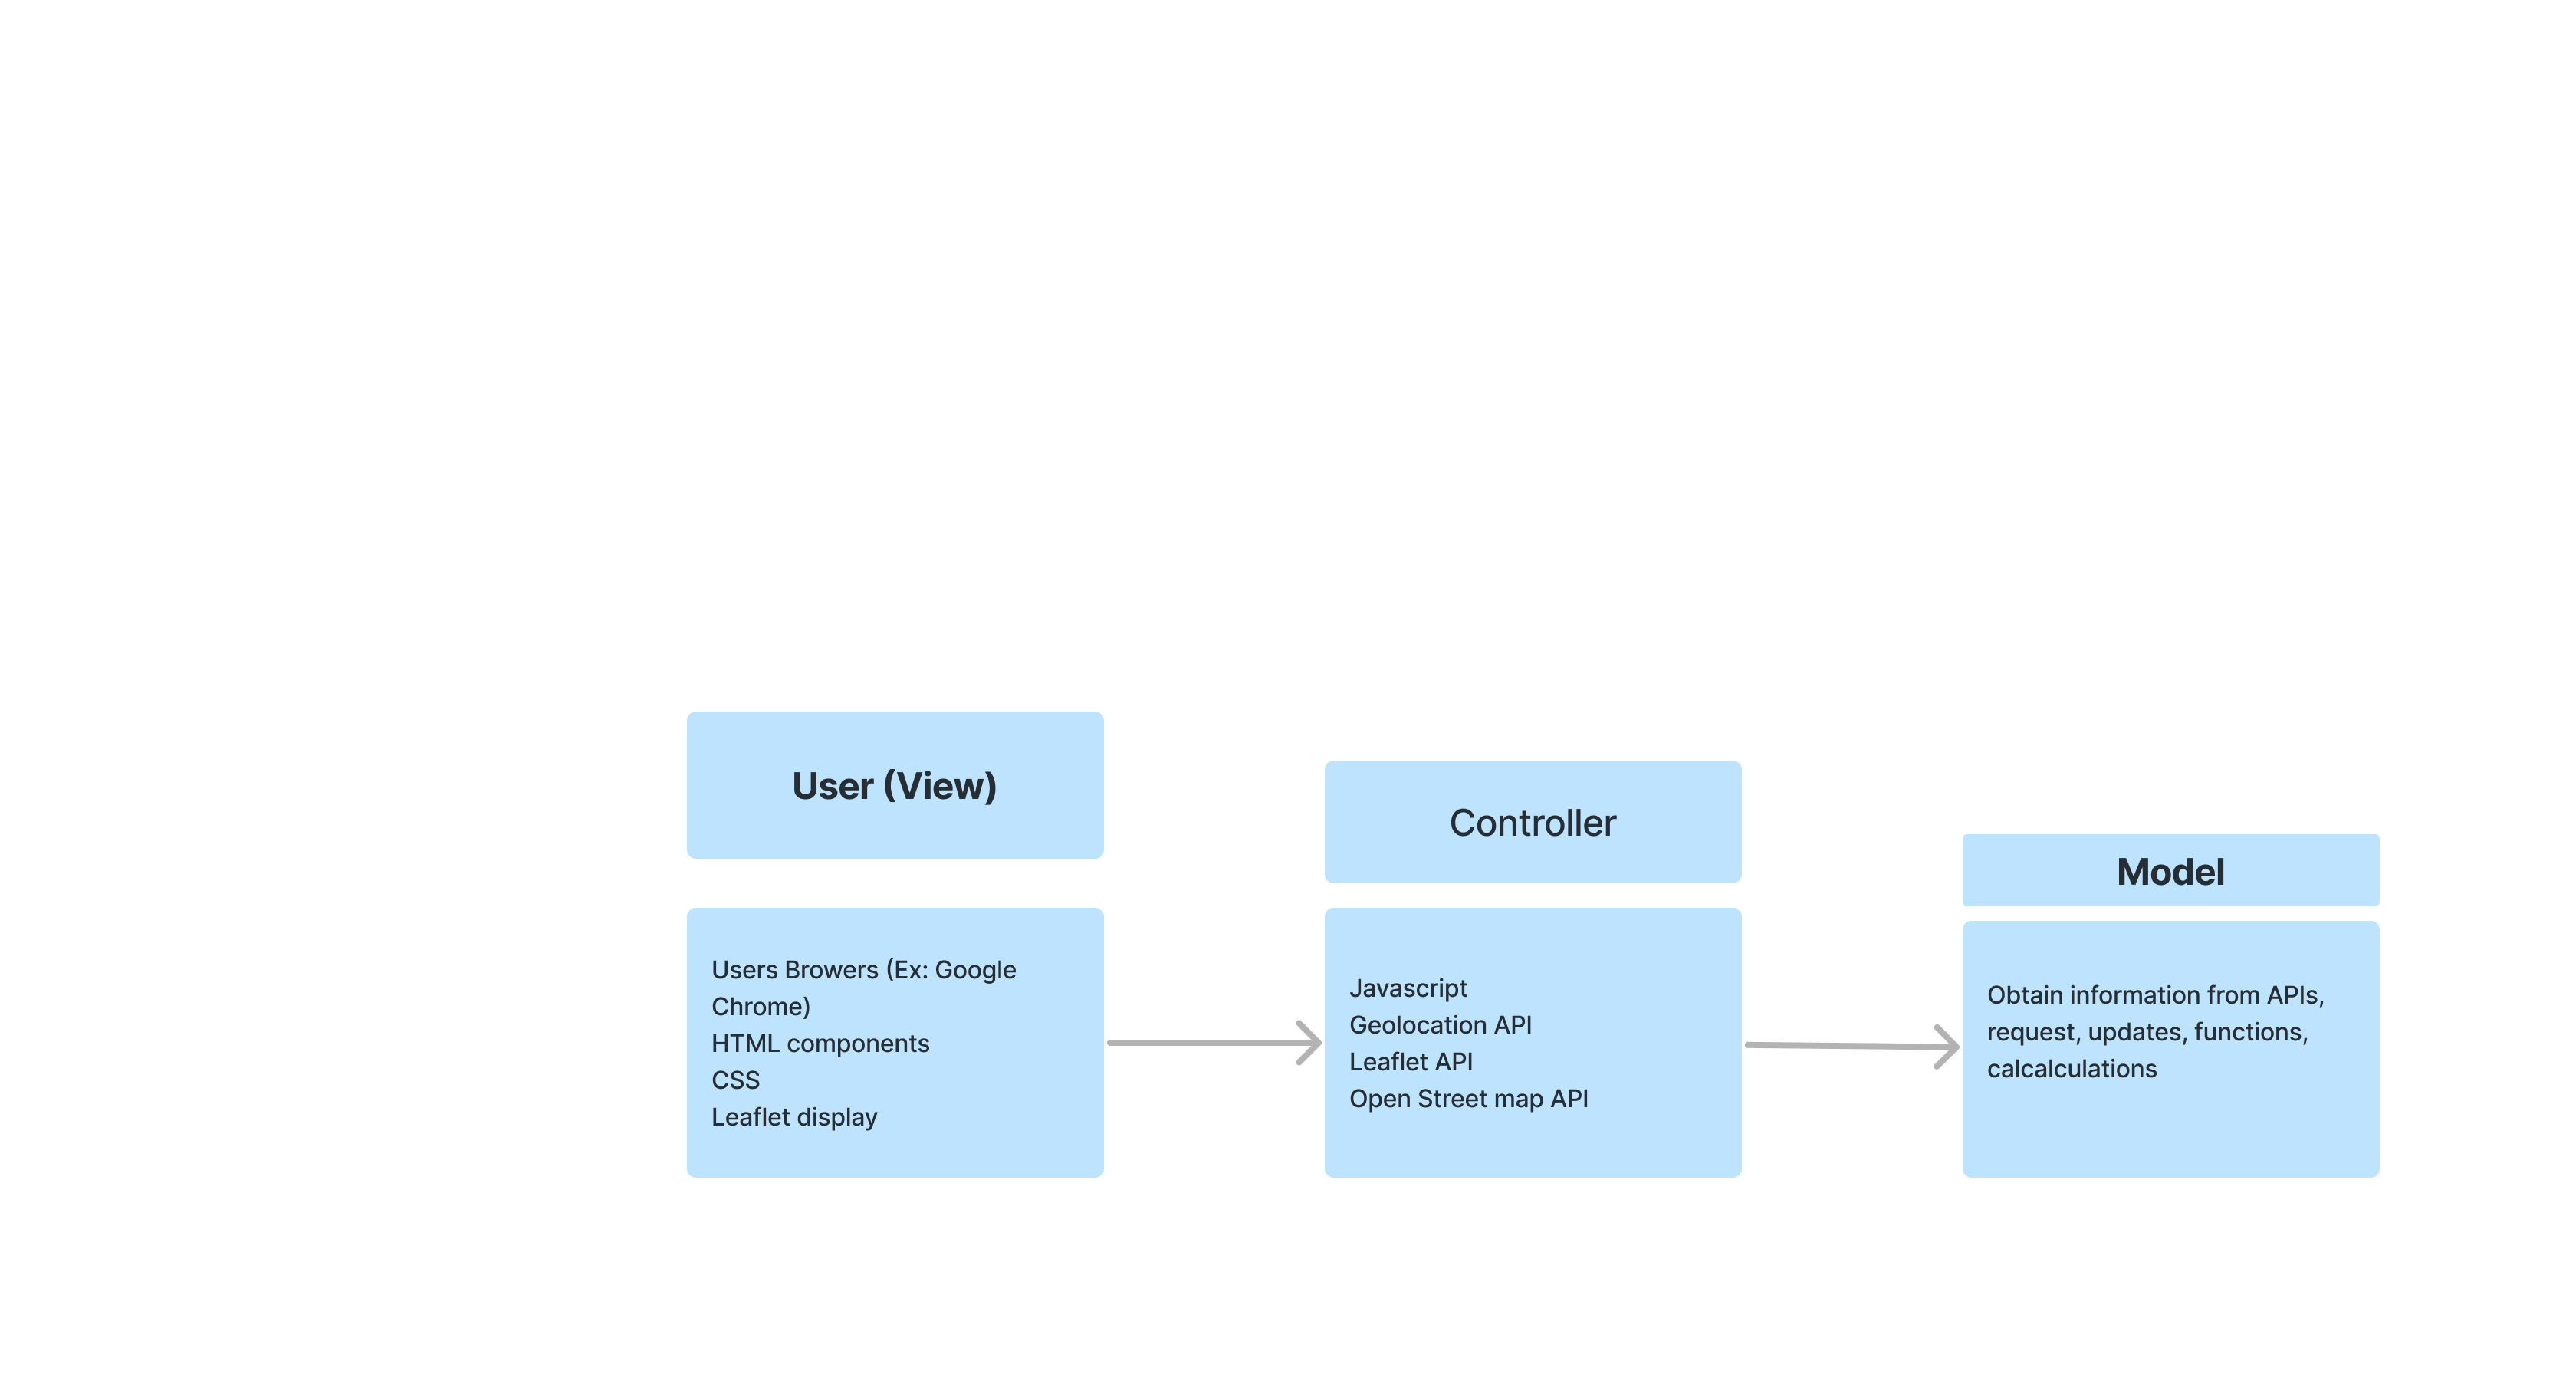 User (View)
Users Browers (Ex: Google
Chrome)
HTML components
CSS
Leaflet display
Controller
Javascript
Geolocation API
Leaflet API
Open Street map API
Model
Obtain information from APIs,
request, updates, functions,
calcalculations